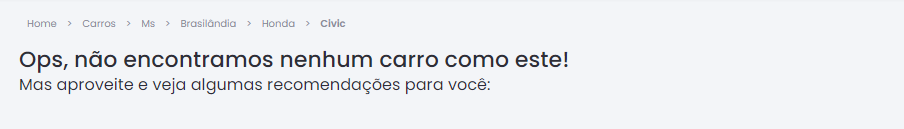 Home > Carros > Ms > Brasilândia > Honda > Civic
Ops, não encontramos nenhum carro como este!
Mas aproveite e veja algumas recomendações para você: